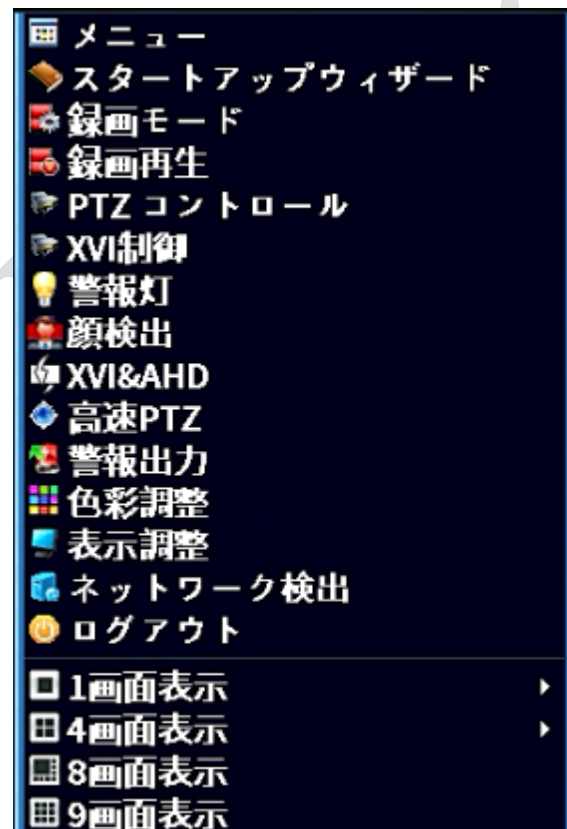 メニュー
スタートアップウィザード
録画モード
録画再生
PTZ コントロール
XVI制御
警報灯
顔検出
XVI&AHD
高速PTZ
警報出力
色彩調整
表示調整
ネットワーク検出
ログアウト
1画面表示
4画面表示
8画面表示
9画面表示